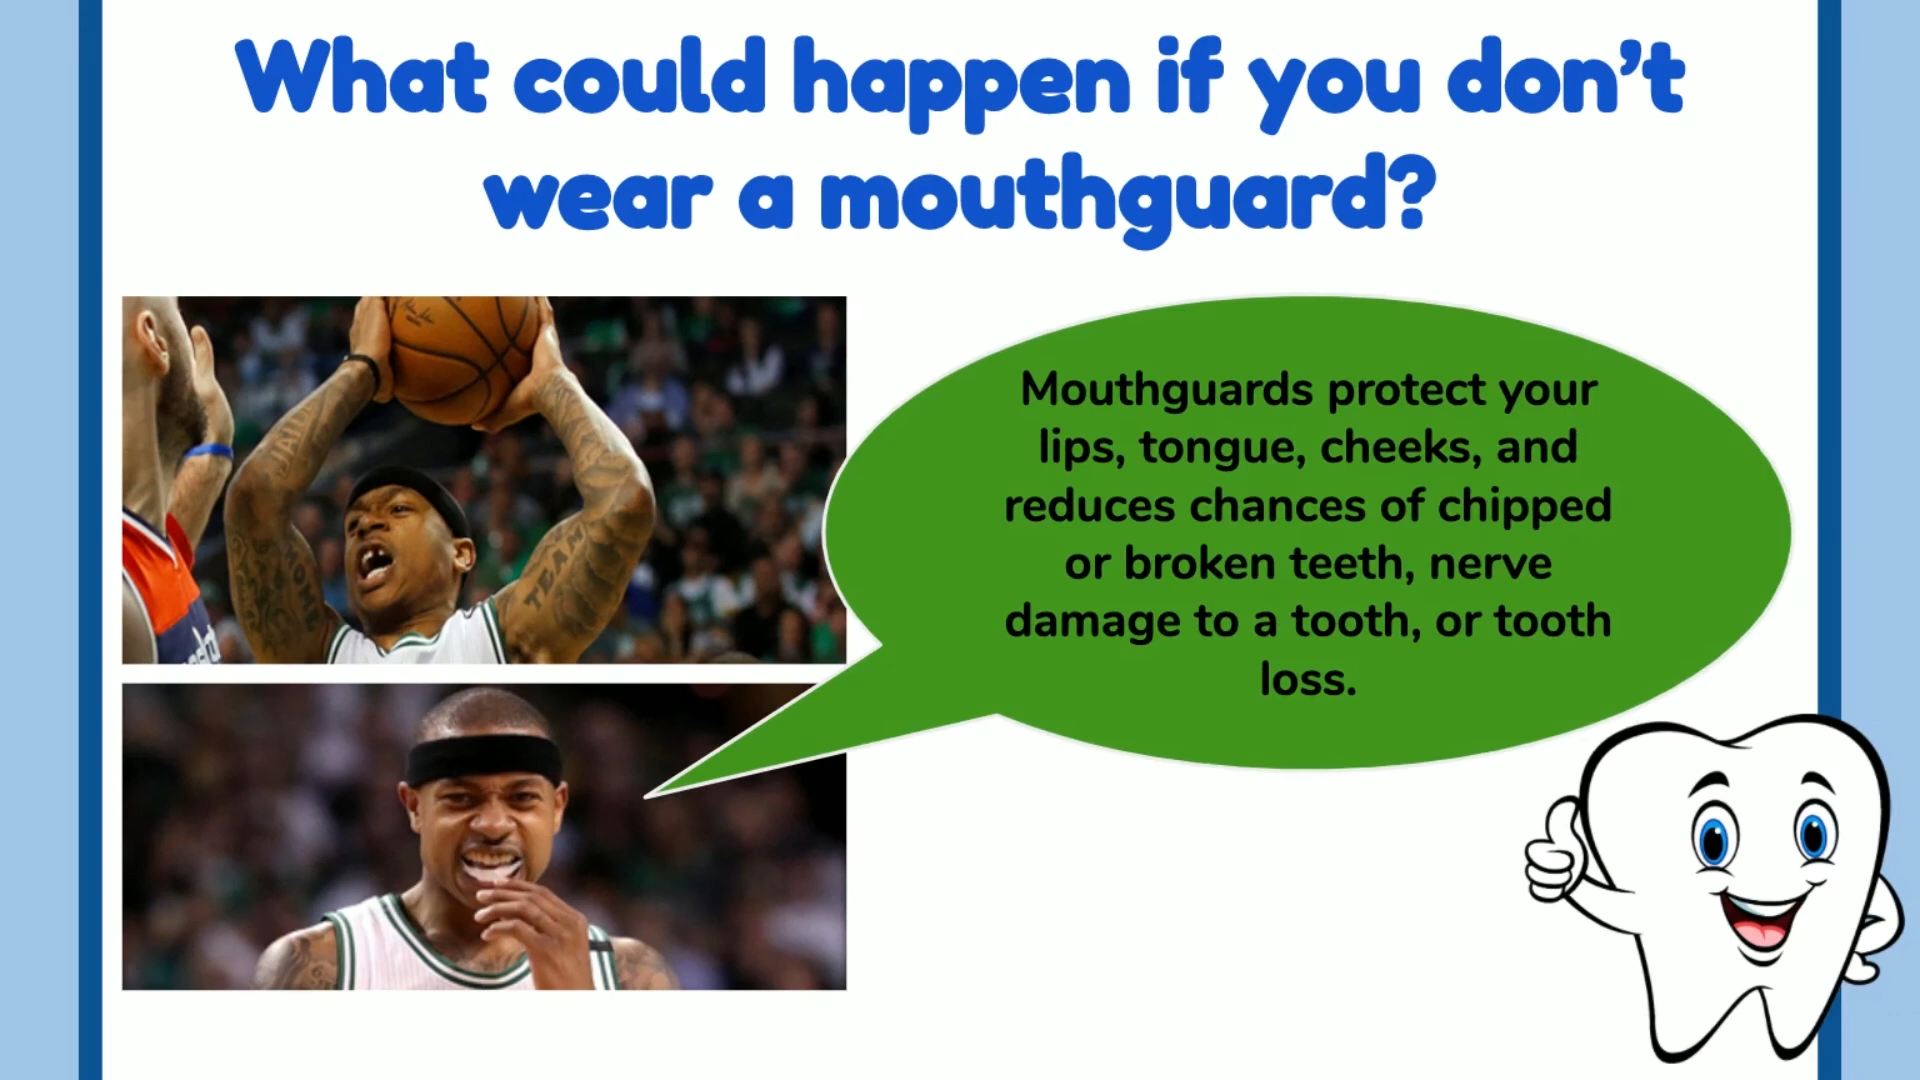 What could happen if you don’t
wear a mouthguard?
Mouthguards protect your
lips, tongue, cheeks, and
reduces chances of chipped
or broken teeth, nerve
damage to a tooth, or tooth
loss.
TEAM